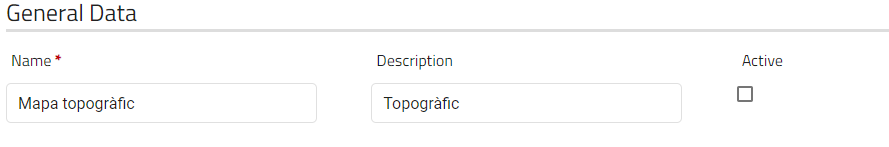 General Data
Name * Description Active
Mapa topogràfic Topogràfic